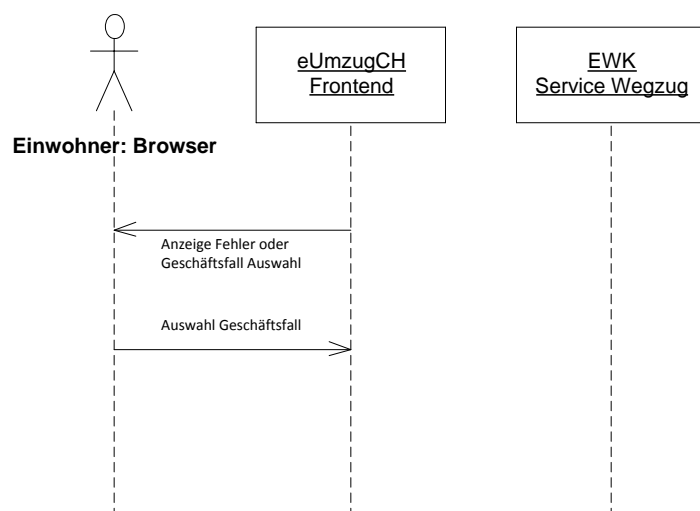 eUmzugCH
Frontend
EWK
Service Wegzug
Einwohner: Browser
Anzeige Fehler oder
Geschäftsfall Auswahl
Auswahl Geschäftsfall